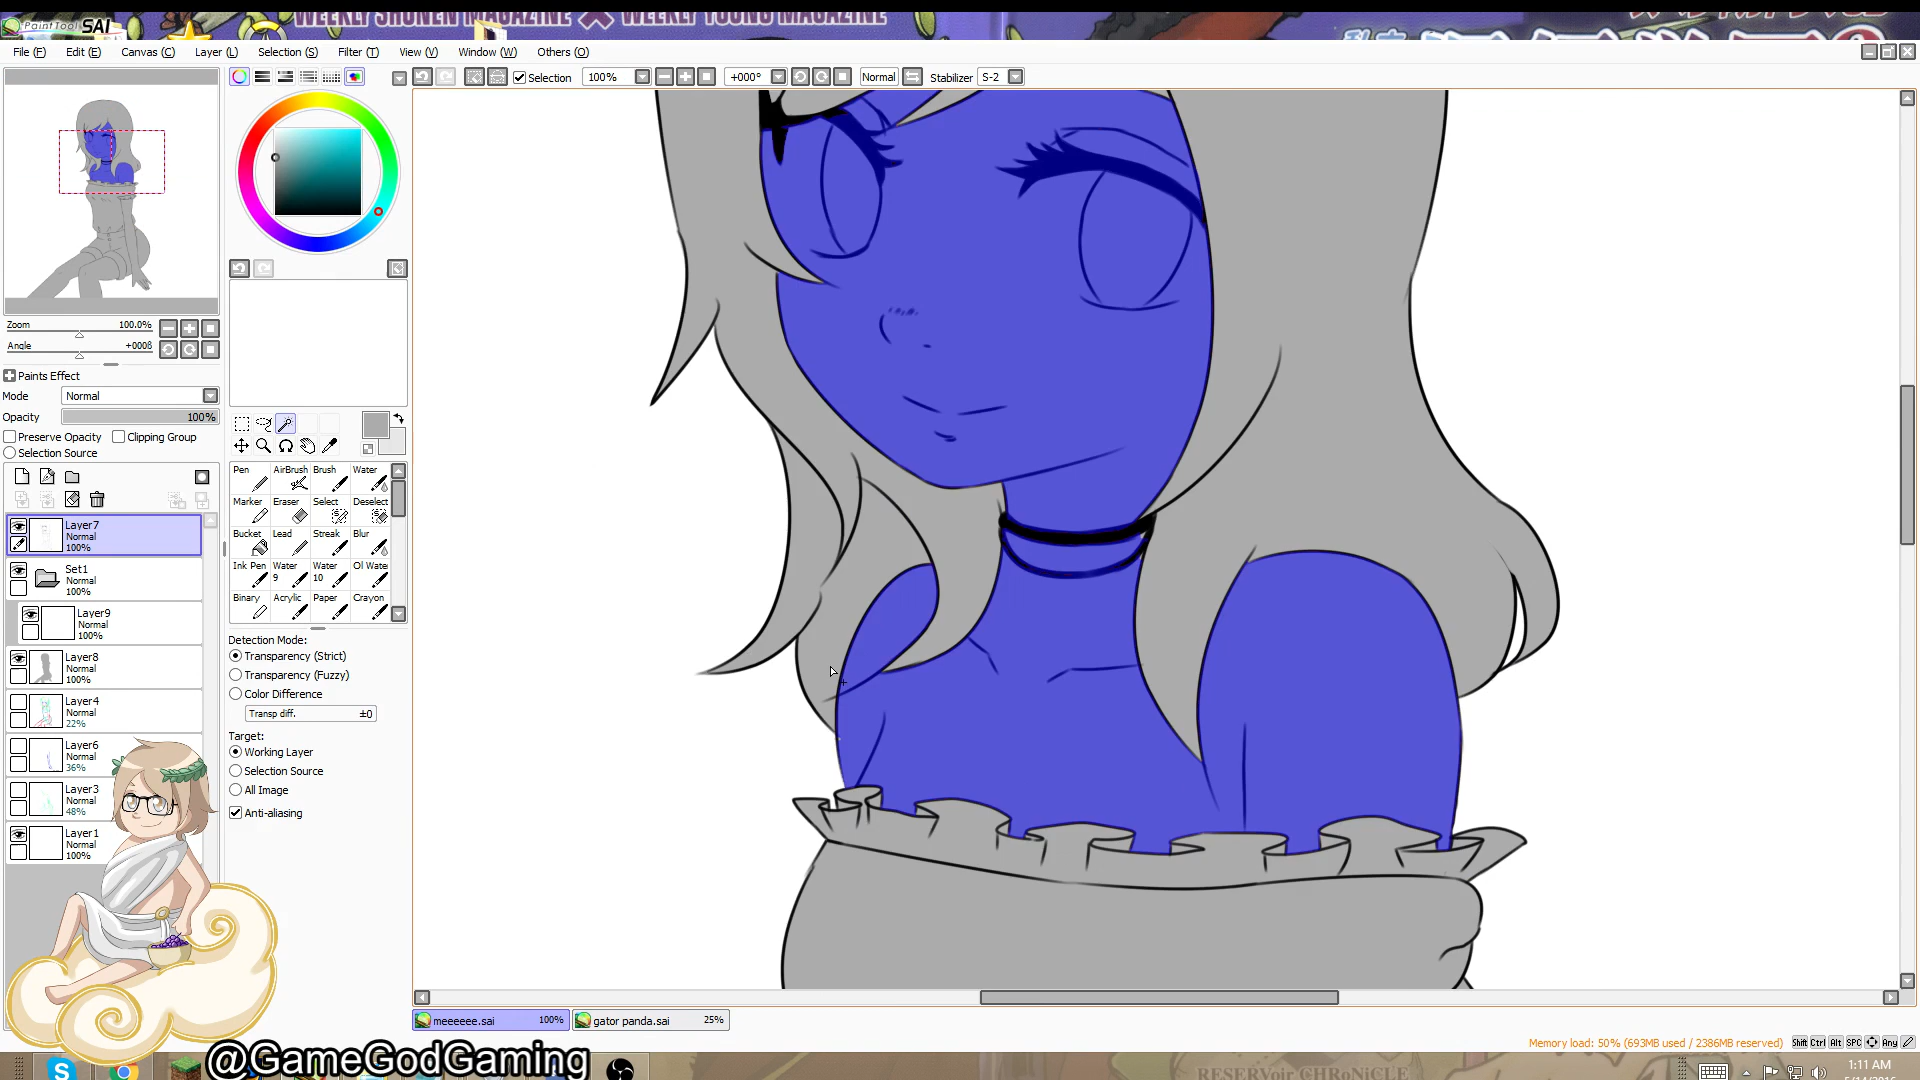 WEEKLY SHONEN MAGAZINE X WEEKLY YOUNG MAGAZINE
PaintTool SAI
File (F) Edit (E) Canvas (C) Layer (L) Selection (S) Filter (T) View (V) Window (W) Others (O)
Selection 100% +000° Normal Stabilizer S-2
Zoom 100.0%
Angle +000ß
Paints Effect
Mode Normal
Opacity 100%
Preserve Opacity Clipping Group
Selection Source
Layer7
Normal
100%
Set1
Normal
100%
Layer9
Normal
100%
Layer8
Normal
100%
Layer4
Normal
22%
Layer6
Normal
36%
Layer3
Normal
48%
Layer1
Normal
100%
Pen AirBrush Brush Water
Marker Eraser Select Deselect
Bucket Lead Streak Blur
Ink Pen Water 9 Water 10 Oil Wate
Binary Acrylic Paper Crayon
Detection Mode:
Transparency (Strict)
Transparency (Fuzzy)
Color Difference
Transp diff. ±0
Target:
Working Layer
Selection Source
All Image
Anti-aliasing
meeeeee.sai 100% gator panda.sai 25%
Memory load: 50% (693MB used / 2386MB reserved) Shift Ctrl Alt SPC Any
@GameGodGaming
RESERVoir CHRoNiCLE
1:11 AM